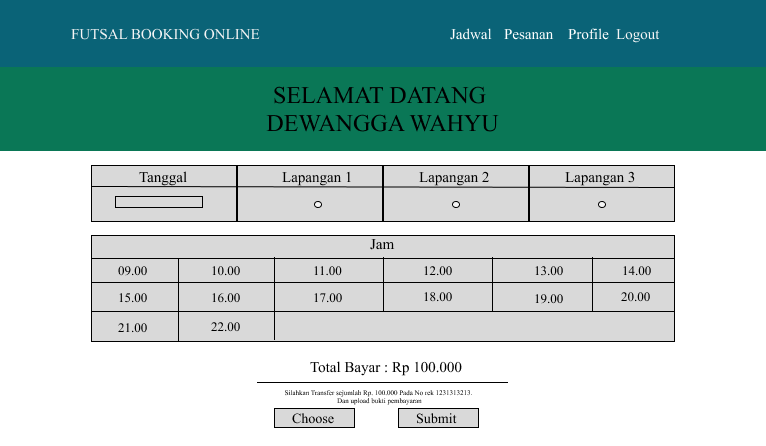 FUTSAL BOOKING ONLINE Jadwal Pesanan Profile Logout
SELAMAT DATANG
DEWANGGA WAHYU
Tanggal Lapangan 1 Lapangan 2 Lapangan 3
Jam
09.00 10.00 11.00 12.00 13.00 14.00
15.00 16.00 17.00 18.00 19.00 20.00
21.00 22.00
Total Bayar : Rp 100.000
Silahkan Transfer sejumlah Rp. 100.000 Pada No rek 1231313213.
Dan upload bukti pembayaran
Choose Submit